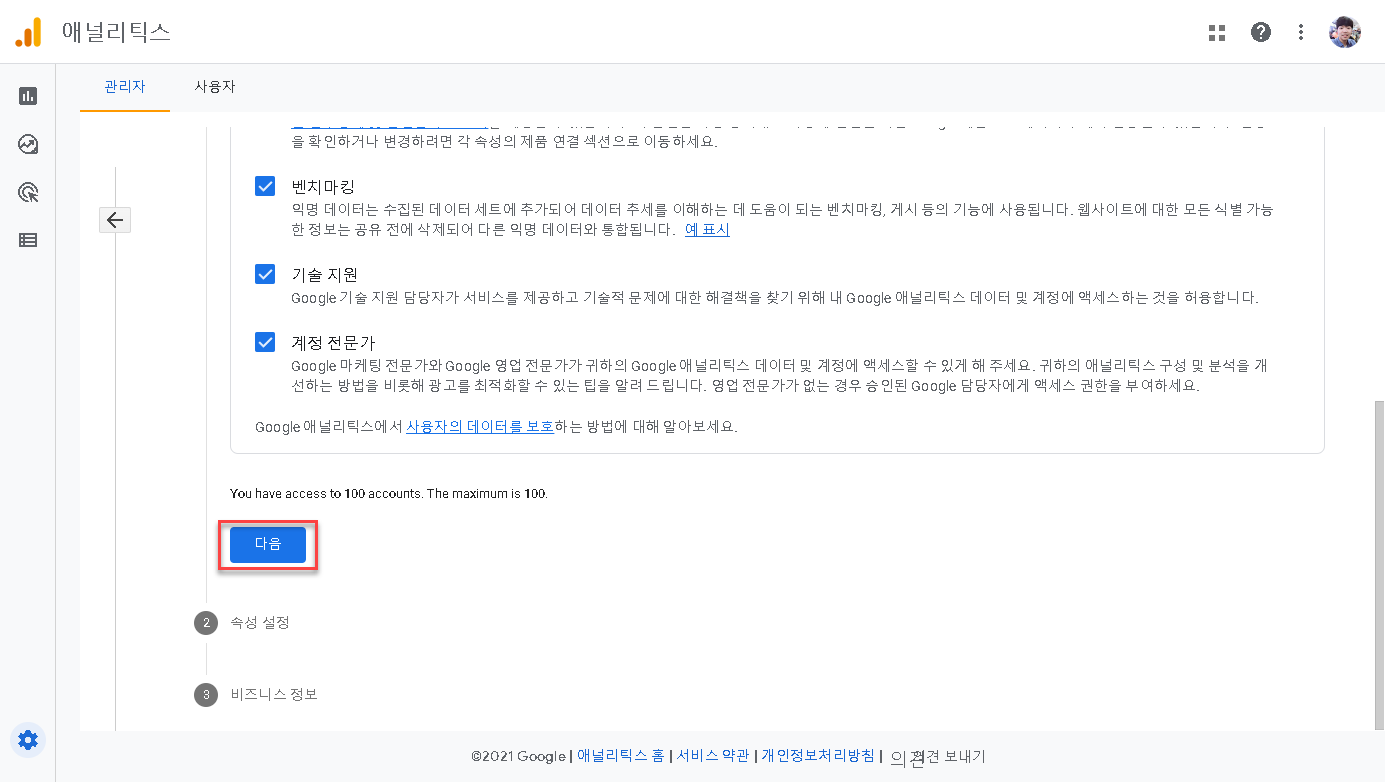 애널리틱스
관리자 사용자
을 확인하거나 변경하려면 각 속성의 제품 연결 섹션으로 이동하세요.
벤치마킹
익명 데이터는 수집된 데이터 세트에 추가되어 데이터 추세를 이해하는 데 도움이 되는 벤치마킹, 게시 등의 기능에 사용됩니다. 웹사이트에 대한 모든 식별 가능
한 정보는 공유 전에 삭제되어 다른 익명 데이터와 통합됩니다. 예 표시
기술 지원
Google 기술 지원 담당자가 서비스를 제공하고 기술적 문제에 대한 해결책을 찾기 위해 내 Google 애널리틱스 데이터 및 계정에 액세스하는 것을 허용합니다.
계정 전문가
Google 마케팅 전문가와 Google 영업 전문가가 귀하의 Google 애널리틱스 데이터 및 계정에 액세스할 수 있게 해 주세요. 귀하의 애널리틱스 구성 및 분석을 개
선하는 방법을 비롯해 광고를 최적화할 수 있는 팁을 알려 드립니다. 영업 전문가가 없는 경우 승인된 Google 담당자에게 액세스 권한을 부여하세요.
Google 애널리틱스에서 사용자의 데이터를 보호하는 방법에 대해 알아보세요.
You have access to 100 accounts. The maximum is 100.
다음
2 속성 설정
3 비즈니스 정보
©2021 Google | 애널리틱스 홈 | 서비스 약관 | 개인정보처리방침 | 의견 의견 보내기